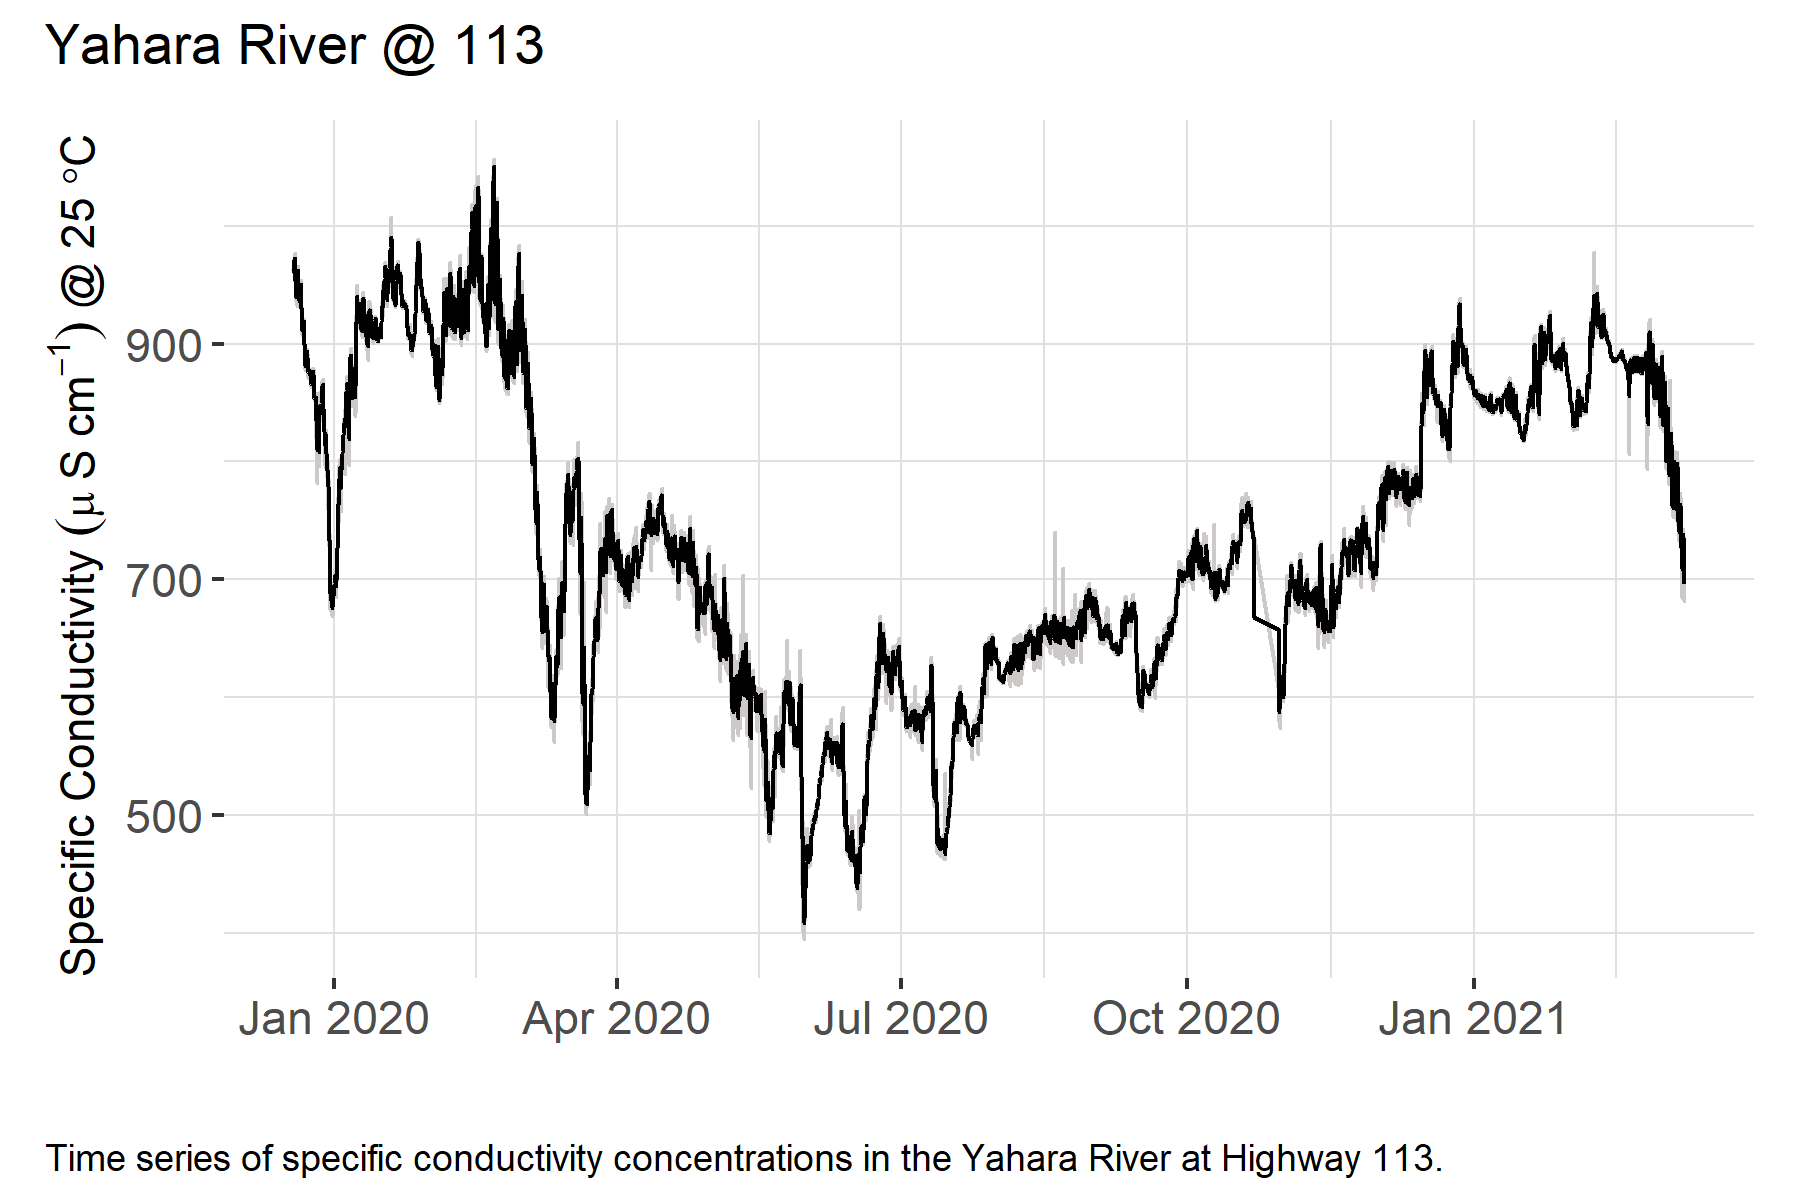 Yahara River @ 113
Specific Conductivity (μ S cm⁻¹) @ 25 °C
900
700
500
Jan 2020 Apr 2020 Jul 2020 Oct 2020 Jan 2021
Time series of specific conductivity concentrations in the Yahara River at Highway 113.